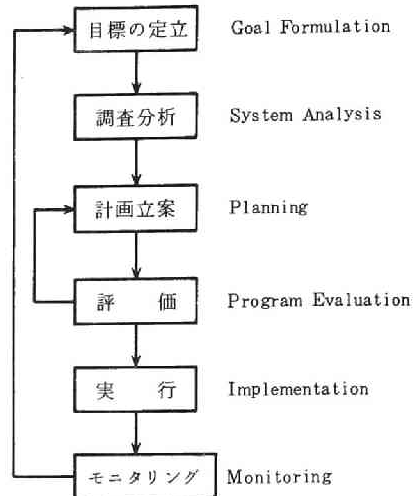 目標の定立 Goal Formulation
調査分析 System Analysis
計画立案 Planning
評 価 Program Evaluation
実 行 Implementation
モニタリング Monitoring